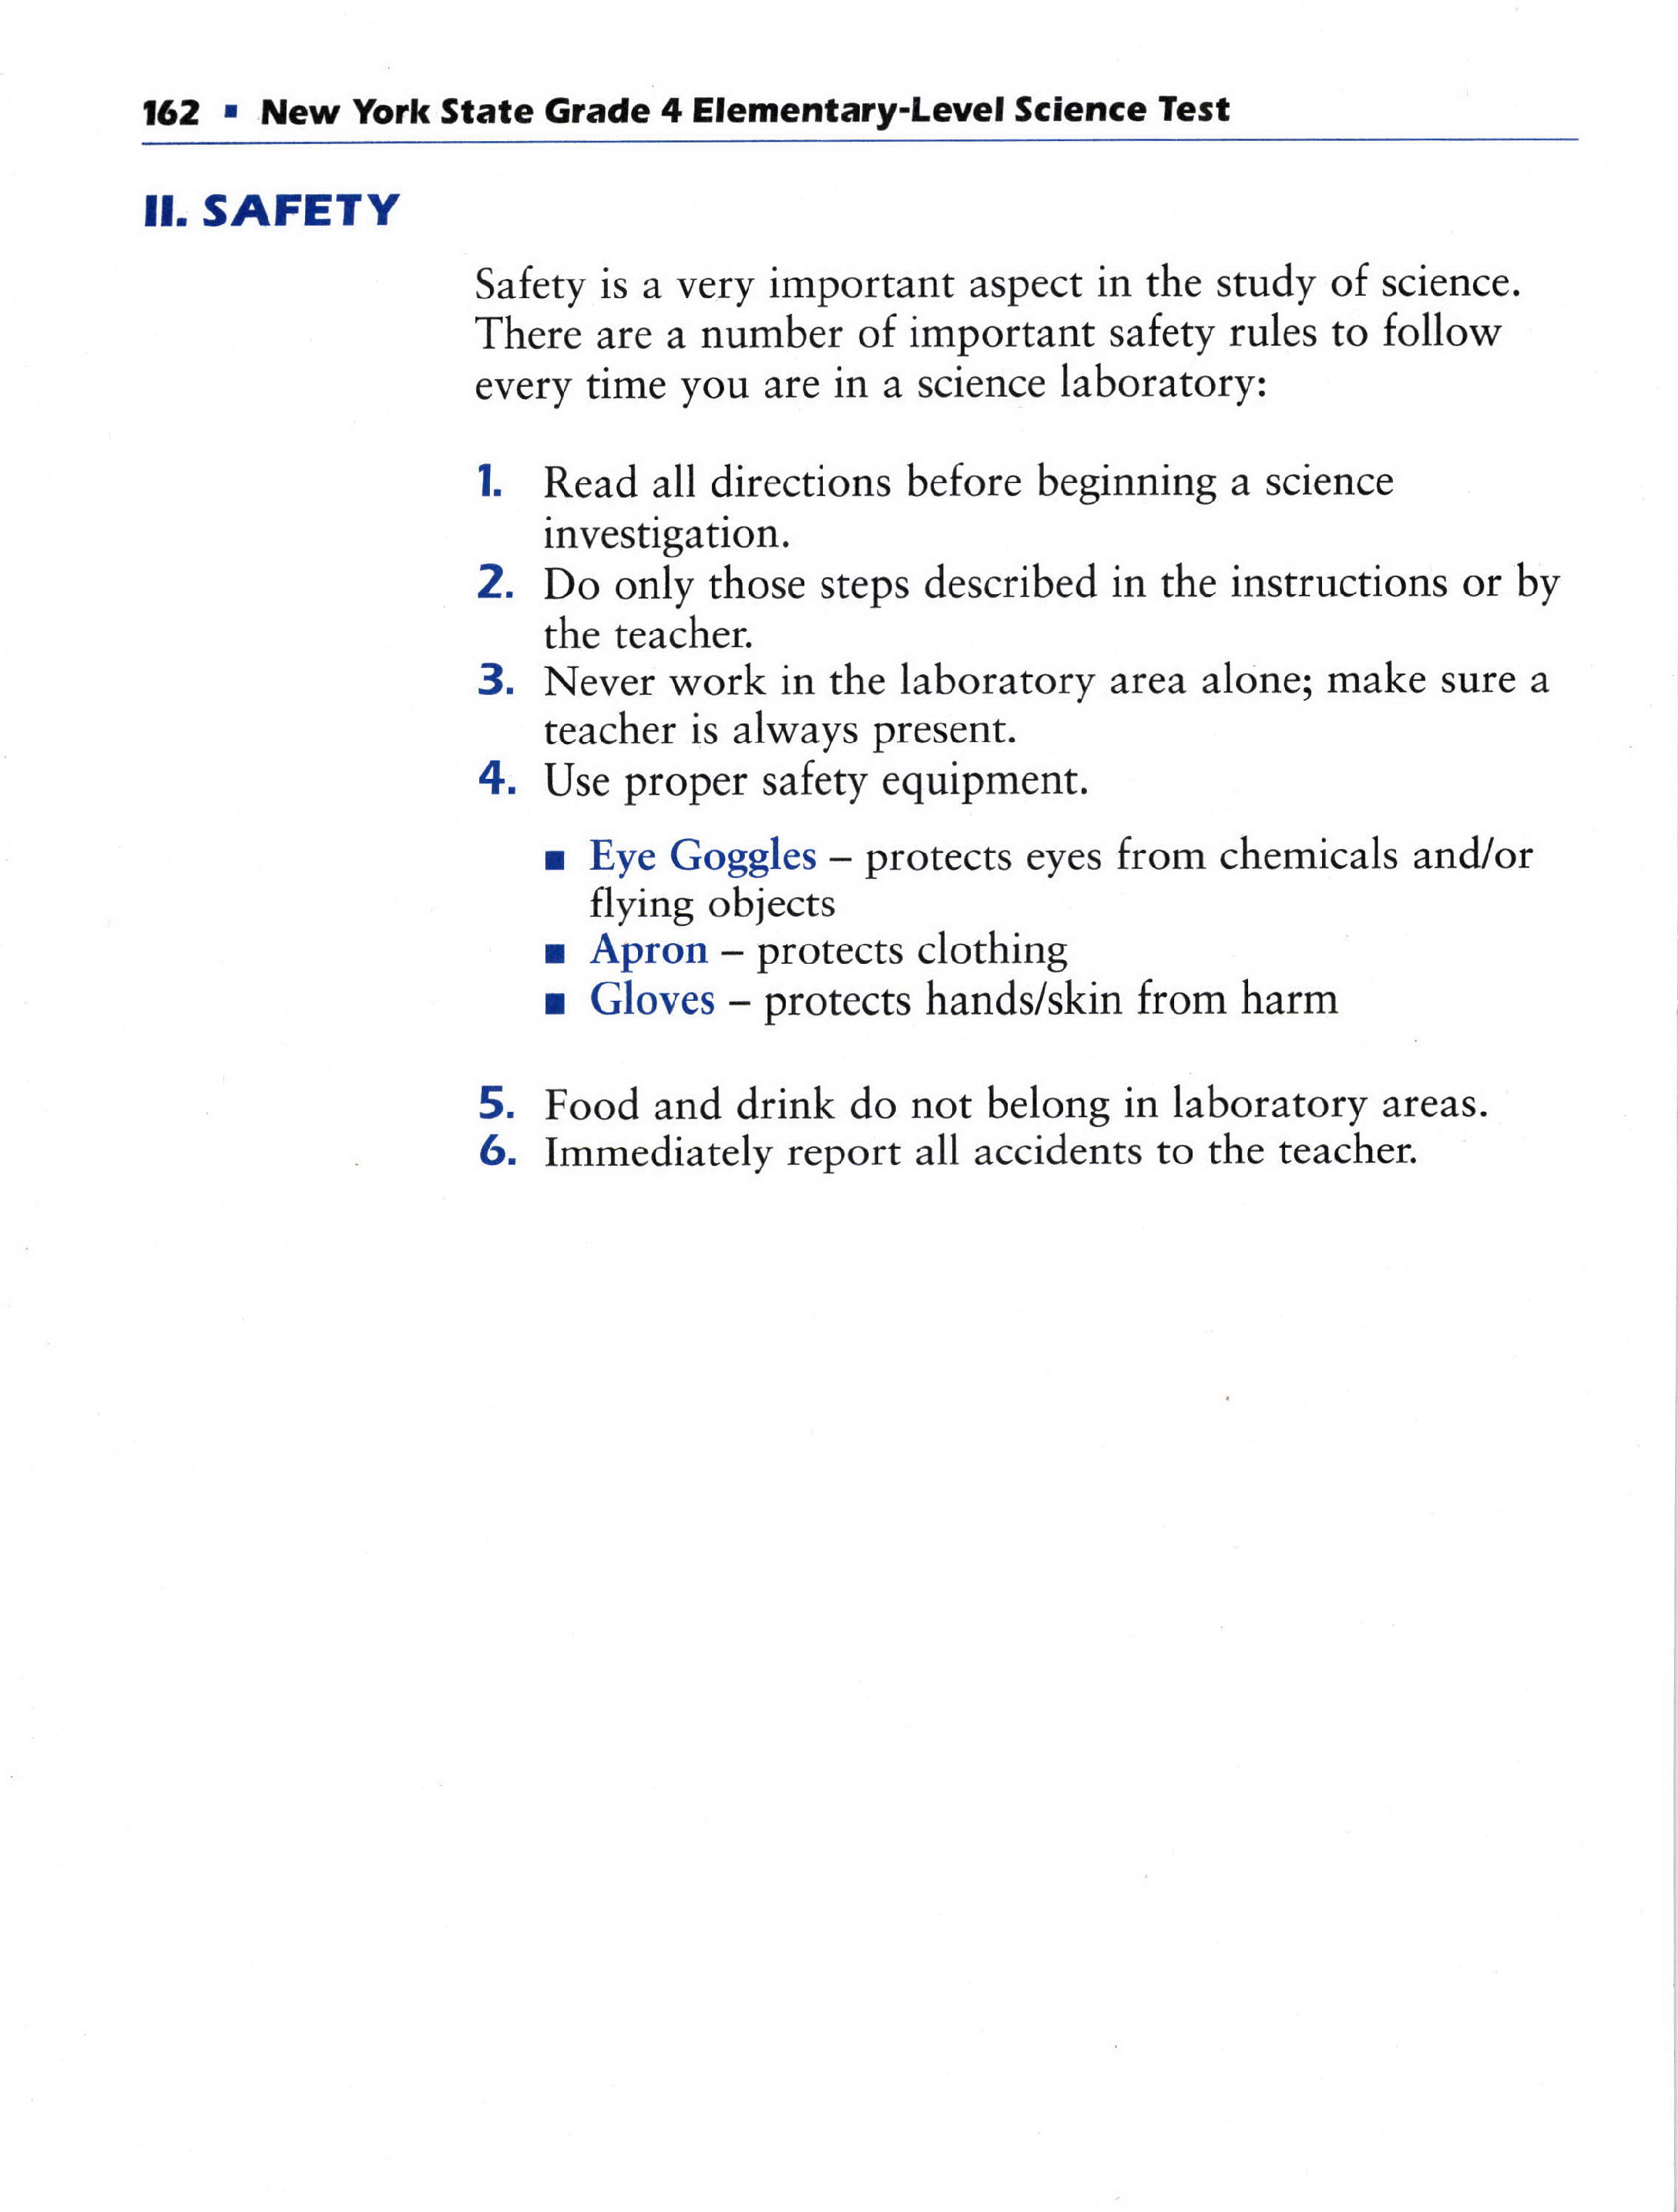 162 ▪ New York State Grade 4 Elementary-Level Science Test
II. SAFETY
Safety is a very important aspect in the study of science.
There are a number of important safety rules to follow
every time you are in a science laboratory:
1. Read all directions before beginning a science
investigation.
2. Do only those steps described in the instructions or by
the teacher.
3. Never work in the laboratory area alone; make sure a
teacher is always present.
4. Use proper safety equipment.
▪ Eye Goggles – protects eyes from chemicals and/or
flying objects
▪ Apron – protects clothing
▪ Gloves – protects hands/skin from harm
5. Food and drink do not belong in laboratory areas.
6. Immediately report all accidents to the teacher.